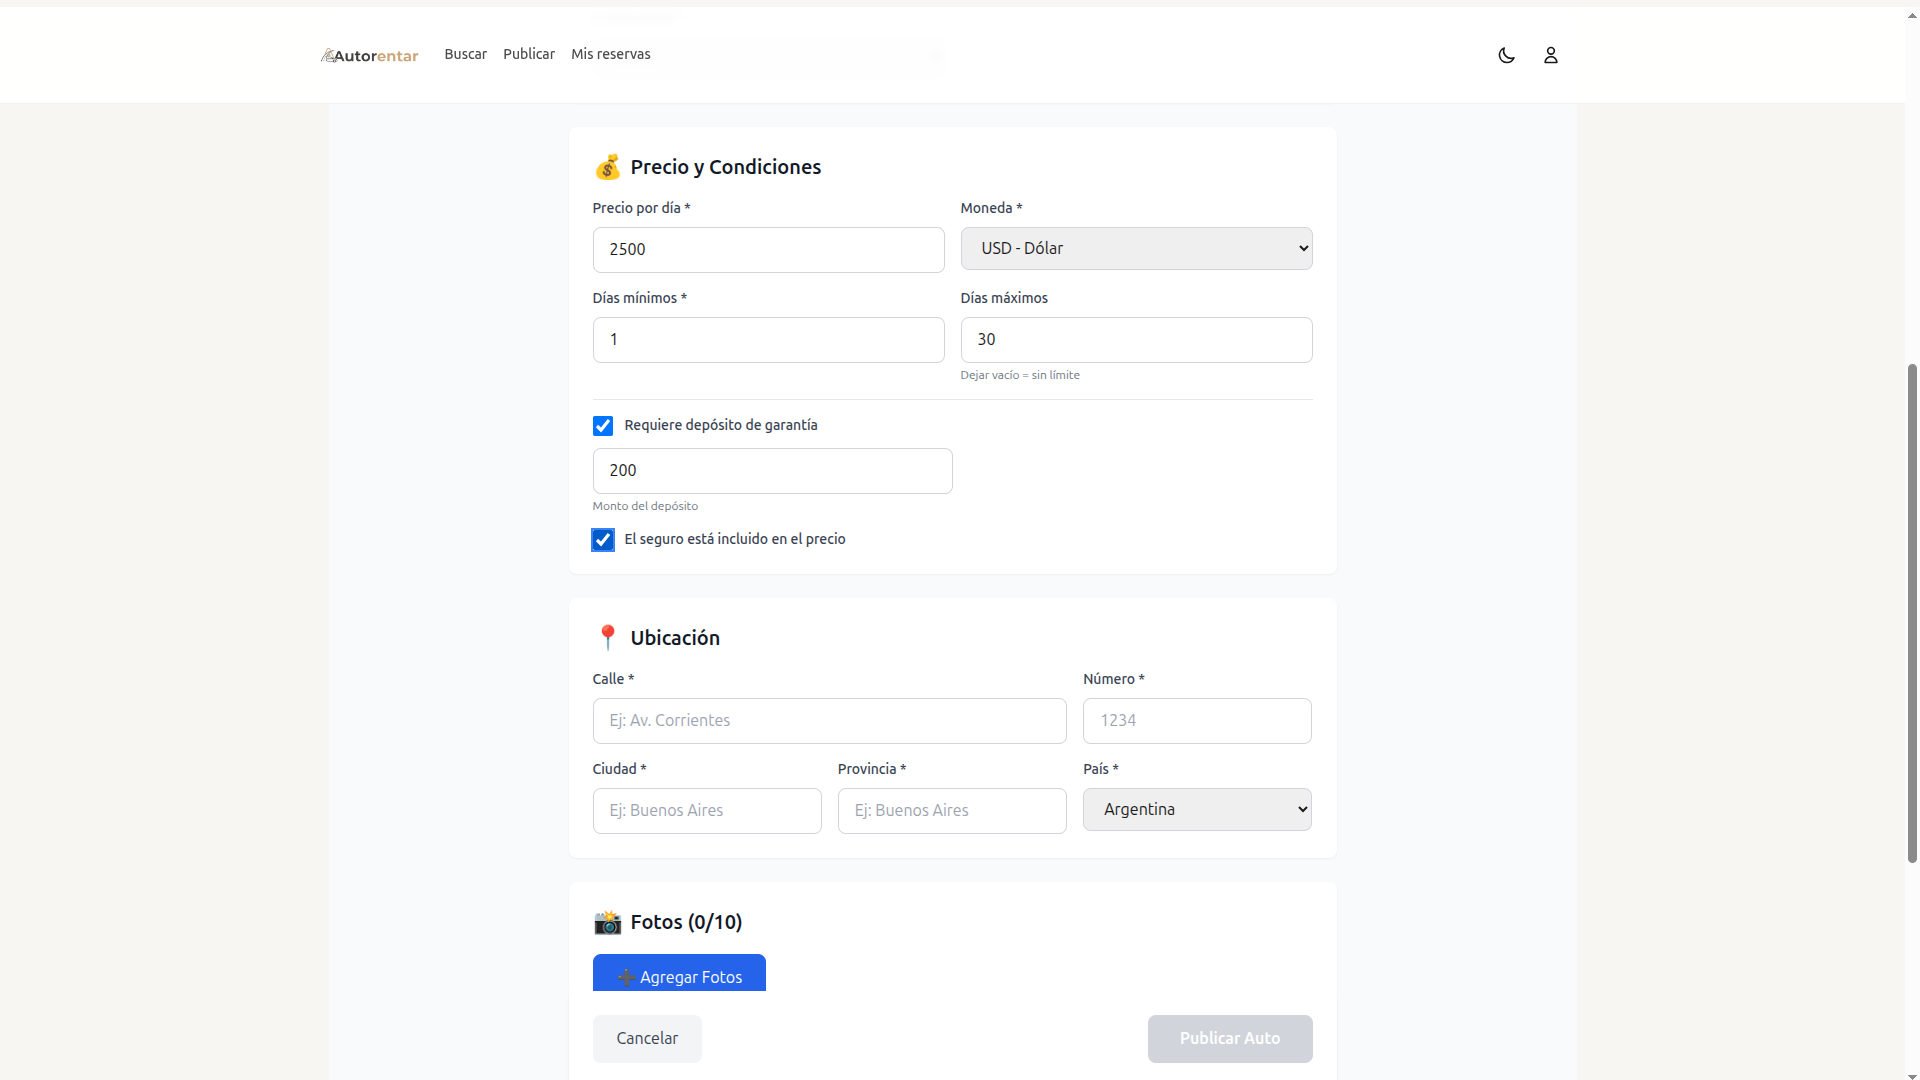 Autorentar Buscar Publicar Mis reservas
Precio y Condiciones
Precio por día * Moneda *
2500 USD - Dólar
Días mínimos * Días máximos
1 30
Dejar vacío = sin límite
Requiere depósito de garantía
200
Monto del depósito
El seguro está incluido en el precio
Ubicación
Calle * Número *
Ej: Av. Corrientes 1234
Ciudad * Provincia * País *
Ej: Buenos Aires Ej: Buenos Aires Argentina
Fotos (0/10)
➕ Agregar Fotos
Cancelar Publicar Auto